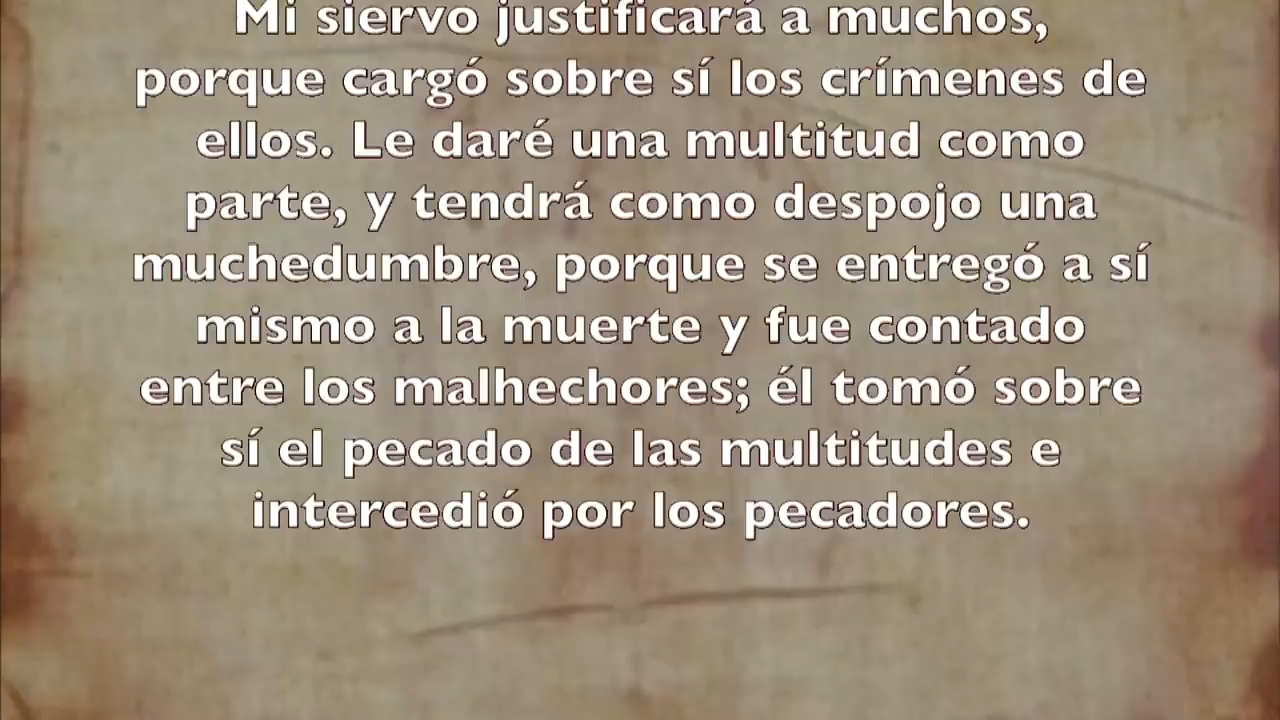 Mi siervo justificará a muchos,
porque cargó sobre sí los crímenes de
ellos. Le daré una multitud como
parte, y tendrá como despojo una
muchedumbre, porque se entregó a sí
mismo a la muerte y fue contado
entre los malhechores; él tomó sobre
sí el pecado de las multitudes e
intercedió por los pecadores.